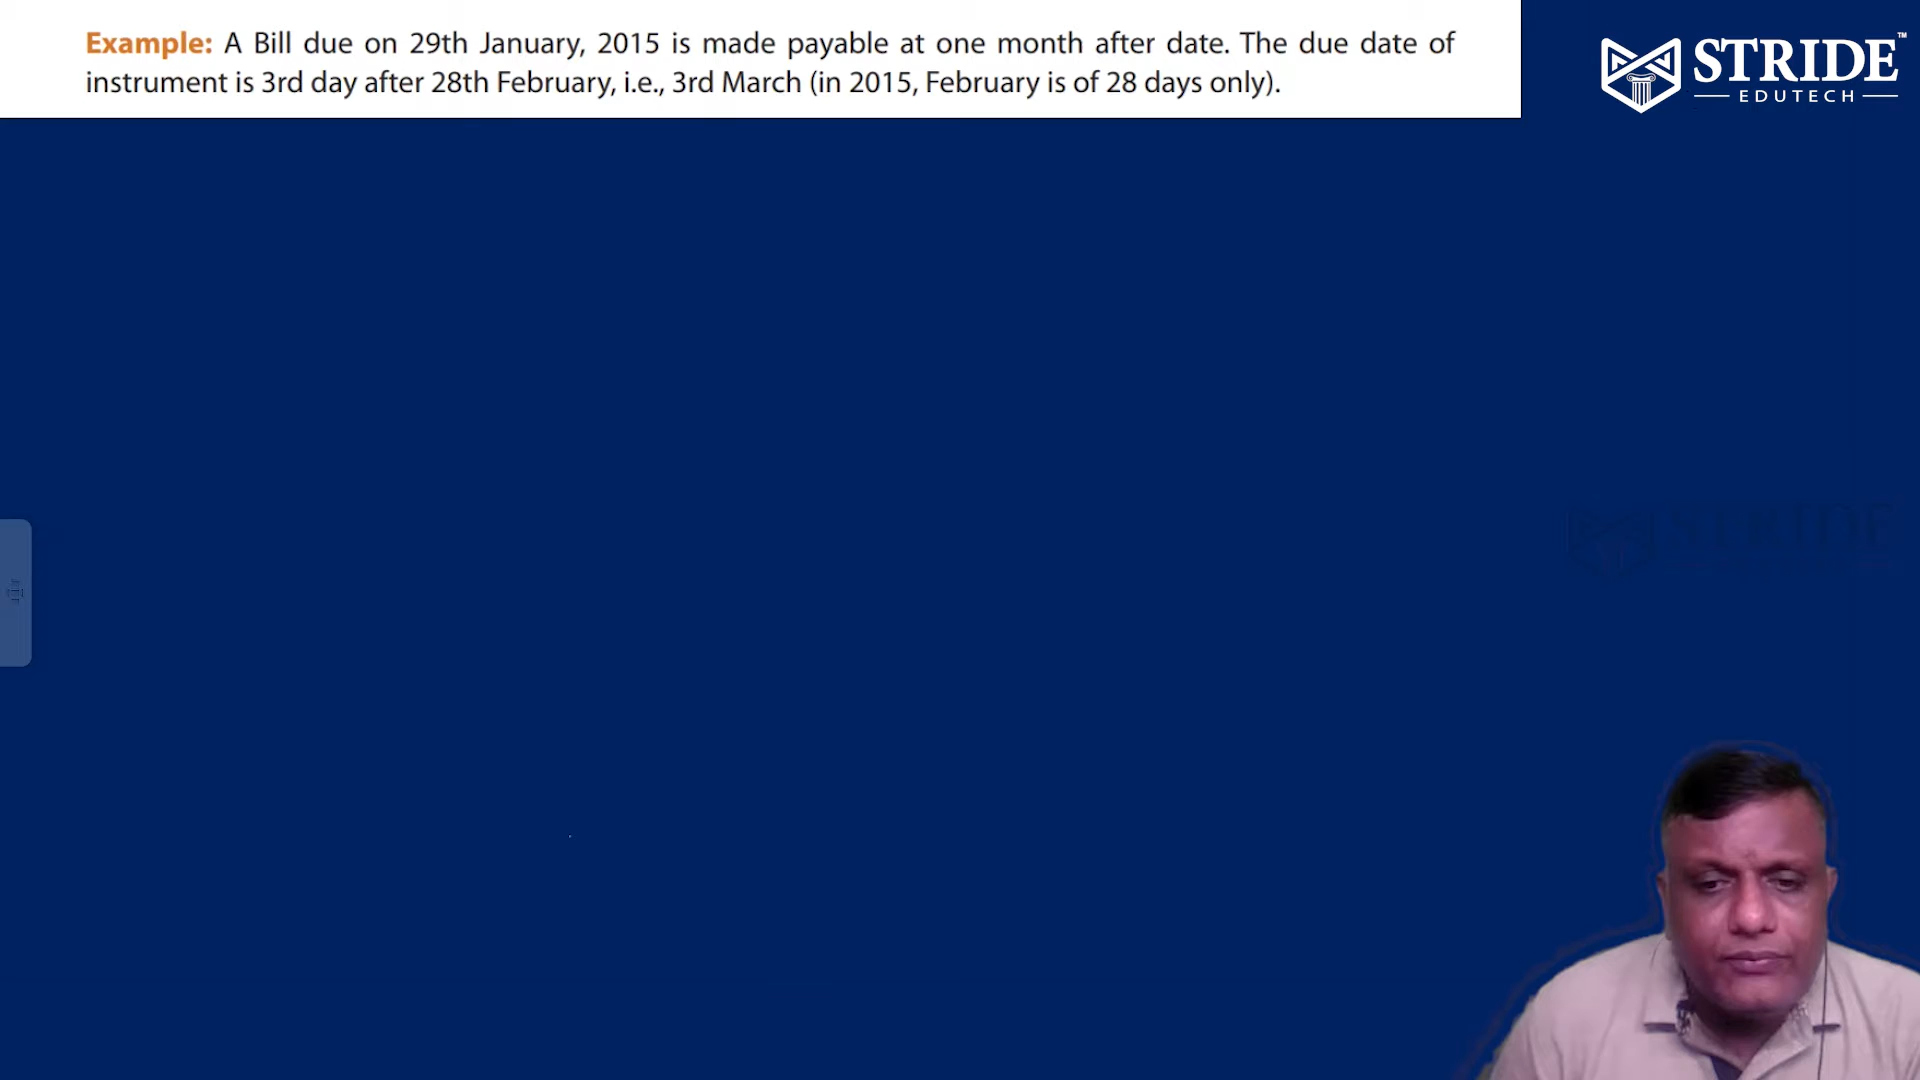 Example: A Bill due on 29th January, 2015 is made payable at one month after date. The due date of
instrument is 3rd day after 28th February, i.e., 3rd March (in 2015, February is of 28 days only).
STRIDE™
EDUTECH
STRIDE